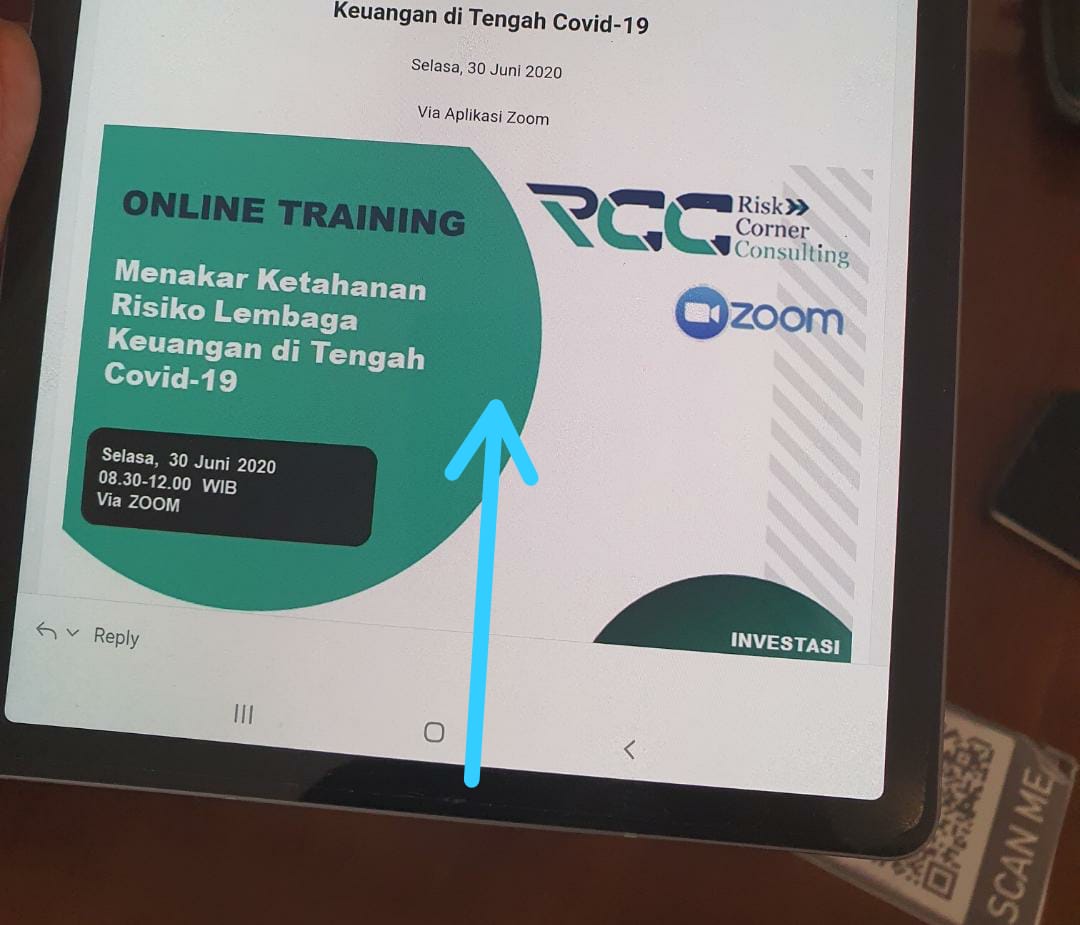 Keuangan di Tengah Covid-19
Selasa, 30 Juni 2020
Via Aplikasi Zoom
ONLINE TRAINING
Menakar Ketahanan
Risiko Lembaga
Keuangan di Tengah
Covid-19
Selasa, 30 Juni 2020
08.30-12.00 WIB
Via ZOOM
RCC
Risk
Corner
Consulting
zoom
INVESTASI
Reply
SCAN ME